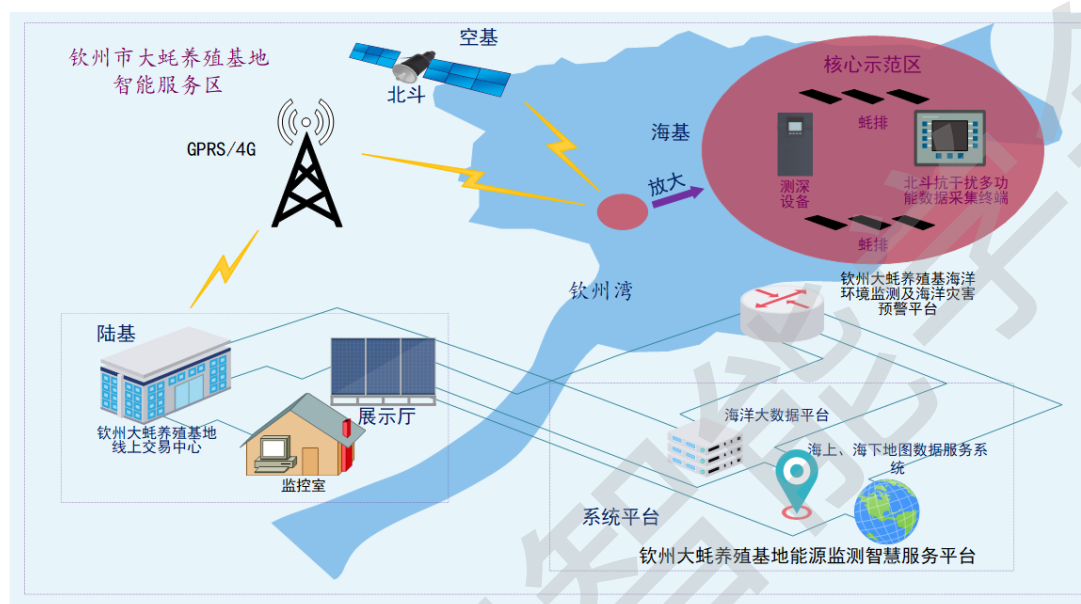 钦州市大蚝养殖基地
智能服务区
空基
北斗
GPRS/4G
海基
放大
核心示范区
蚝排
测深
设备
北斗抗干扰多功
能数据采集终端
蚝排
钦州湾
钦州大蚝养殖基海洋
环境监测及海洋灾害
预警平台
陆基
钦州大蚝养殖基地
线上交易中心
展示厅
监控室
海洋大数据平台
海上、海下地图数据服务系
统
系统平台
钦州大蚝养殖基地能源监测智慧服务平台
智能